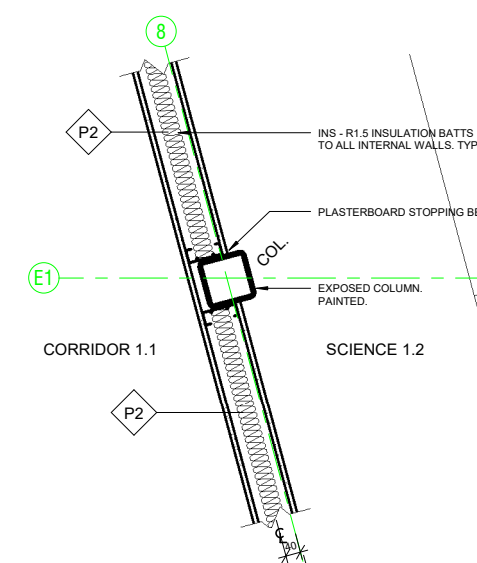 8
P2
INS - R1.5 INSULATION BATTS
TO ALL INTERNAL WALLS. TYP
PLASTERBOARD STOPPING BE
COL.
E1
EXPOSED COLUMN.
PAINTED.
CORRIDOR 1.1
SCIENCE 1.2
P2
℄
40